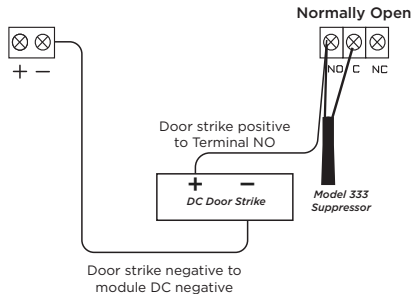 Normally Open
+ −
NO C NC
Door strike positive
to Terminal NO
+ −
DC Door Strike
Model 333
Suppressor
Door strike negative to
module DC negative